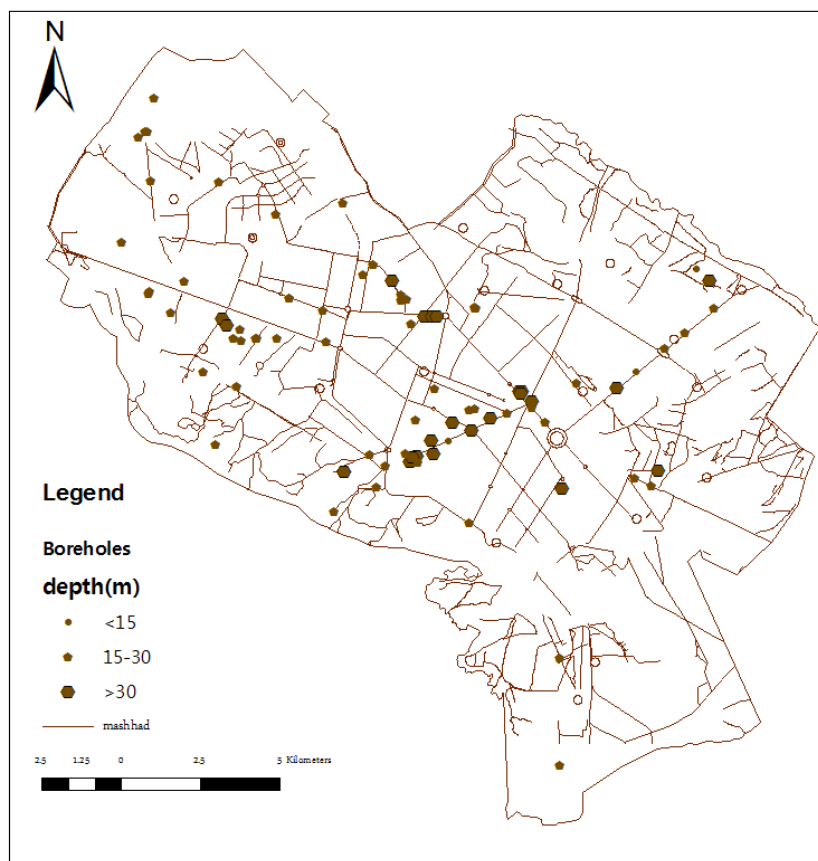 N
Legend
Boreholes
depth(m)
<15
15-30
>30
mashhad
2.5 1.25 0 2.5 5 Kilometers